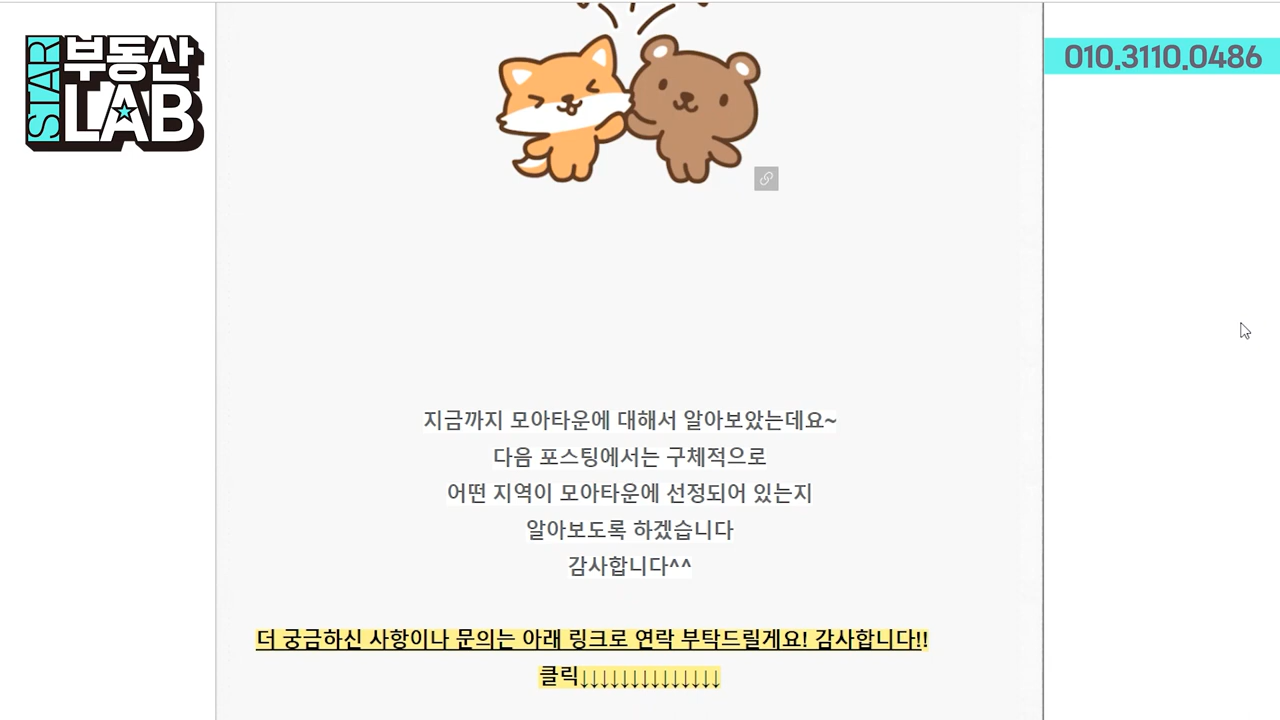 STAR
부동산
LAB
010.3110.0486
지금까지 모아타운에 대해서 알아보았는데요~
다음 포스팅에서는 구체적으로
어떤 지역이 모아타운에 선정되어 있는지
알아보도록 하겠습니다
감사합니다^^
더 궁금하신 사항이나 문의는 아래 링크로 연락 부탁드릴게요! 감사합니다!!
클릭↓↓↓↓↓↓↓↓↓↓↓↓↓↓